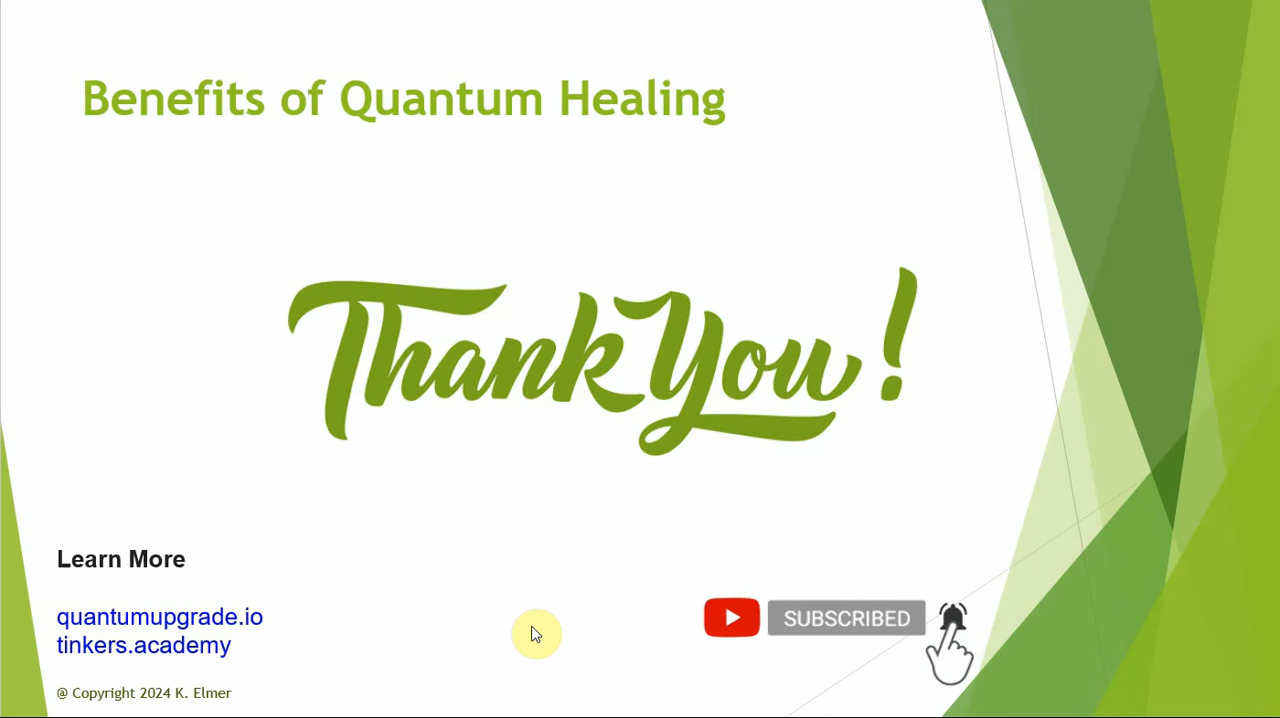 Benefits of Quantum Healing
Thank You!
Learn More
quantumupgrade.io
tinkers.academy
SUBSCRIBED
@ Copyright 2024 K. Elmer